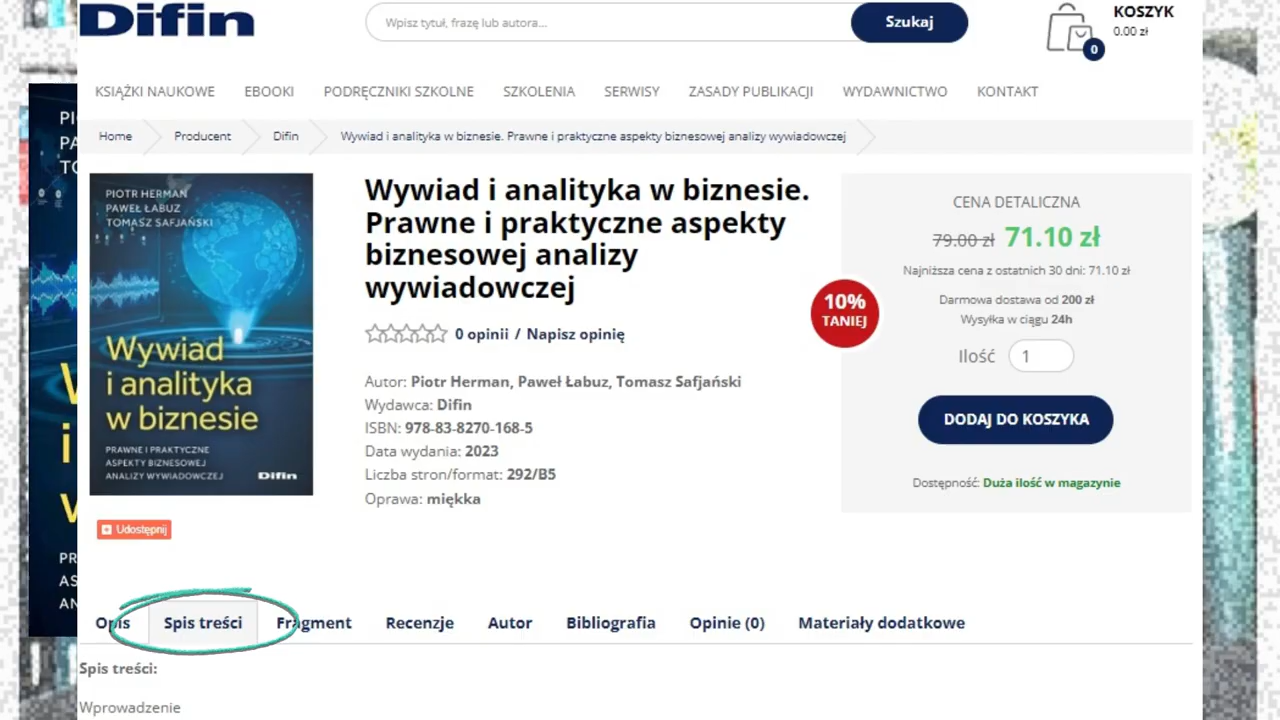 Difin
Wpisz tytuł, frazę lub autora...
Szukaj
KOSZYK
0.00 zł
0
KSIĄŻKI NAUKOWE EBOOKI PODRĘCZNIKI SZKOLNE SZKOLENIA SERWISY ZASADY PUBLIKACJI WYDAWNICTWO KONTAKT
Home Producent Difin Wywiad i analityka w biznesie. Prawne i praktyczne aspekty biznesowej analizy wywiadowczej
PIOTR HERMAN
PAWEŁ ŁABUZ
TOMASZ SAFJAŃSKI
Wywiad
i analityka
w biznesie
PRAWNE I PRAKTYCZNE
ASPEKTY BIZNESOWEJ
ANALIZY WYWIADOWCZEJ
Difin
Udostępnij
Wywiad i analityka w biznesie.
Prawne i praktyczne aspekty
biznesowej analizy
wywiadowczej
0 opinii / Napisz opinię
Autor: Piotr Herman, Paweł Łabuz, Tomasz Safjański
Wydawca: Difin
ISBN: 978-83-8270-168-5
Data wydania: 2023
Liczba stron/format: 292/B5
Oprawa: miękka
10%
TANIEJ
CENA DETALICZNA
79.00 zł 71.10 zł
Najniższa cena z ostatnich 30 dni: 71.10 zł
Darmowa dostawa od 200 zł
Wysyłka w ciągu 24h
Ilość 1
DODAJ DO KOSZYKA
Dostępność: Duża ilość w magazynie
Opis Spis treści Fragment Recenzje Autor Bibliografia Opinie (0) Materiały dodatkowe
Spis treści:
Wprowadzenie